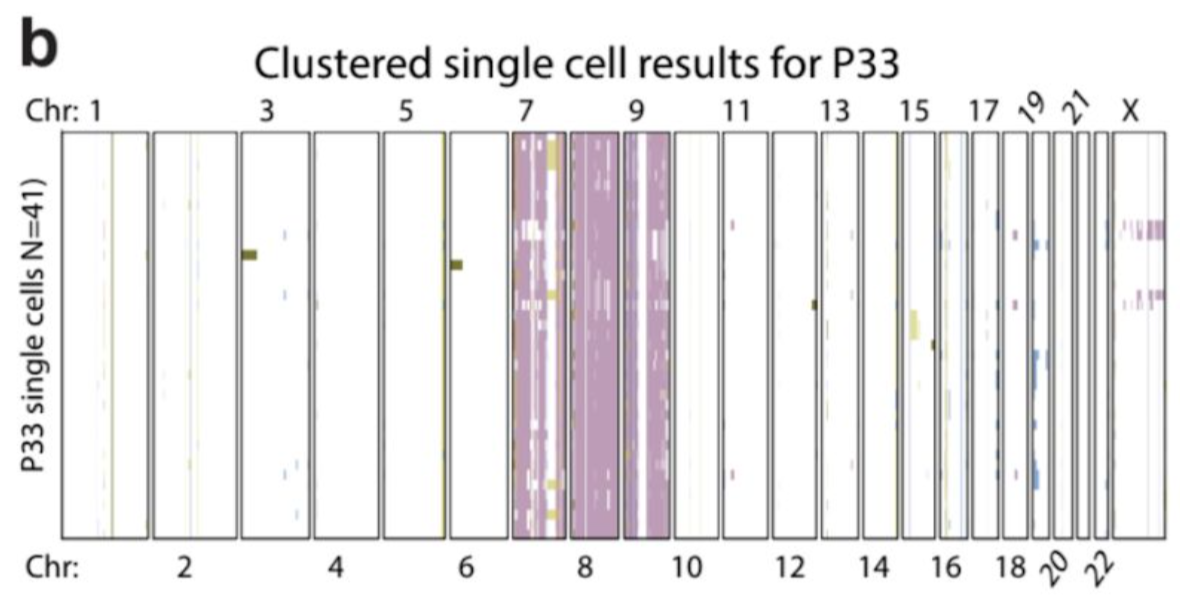 b
Clustered single cell results for P33
Chr: 1 3 5 7 9 11 13 15 17 19 21 X
P33 single cells N=41)
Chr: 2 4 6 8 10 12 14 16 18 20 22